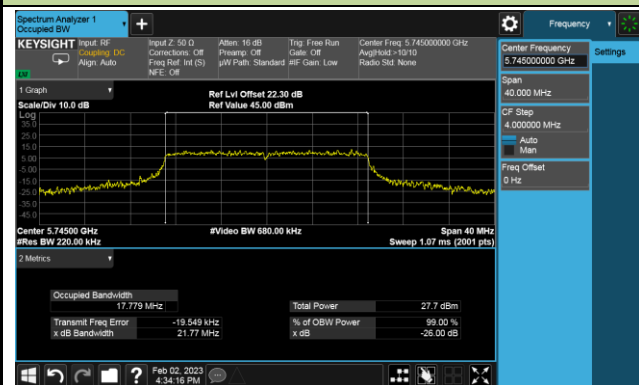 Spectrum Analyzer 1
Occupied BW
+
Frequency
KEYSIGHT
Input: RF
Coupling: DC
Align: Auto
Input Z: 50 Ω
Corrections: Off
Freq Ref: Int (S)
NFE: Off
Atten: 16 dB
Preamp: Off
µW Path: Standard
Trig: Free Run
Gate: Off
#IF Gain: Low
Center Freq: 5.745000000 GHz
Avg|Hold:>10/10
Radio Std: None
Center Frequency
5.745000000 GHz
Settings
Span
40.000 MHz
CF Step
4.000000 MHz
Auto
Man
Freq Offset
0 Hz
1 Graph
Ref Lvl Offset 22.30 dB
Scale/Div 10.0 dB
Ref Value 45.00 dBm
Log
35.0
25.0
15.0
5.00
-5.00
-15.0
-25.0
-35.0
-45.0
Center 5.74500 GHz
#Video BW 680.00 kHz
Span 40 MHz
#Res BW 220.00 kHz
Sweep 1.07 ms (2001 pts)
2 Metrics
Occupied Bandwidth
17.779 MHz
Total Power
27.7 dBm
Transmit Freq Error
-19.549 kHz
% of OBW Power
99.00 %
x dB Bandwidth
21.77 MHz
x dB
-26.00 dB
?
Feb 02, 2023
4:34:16 PM